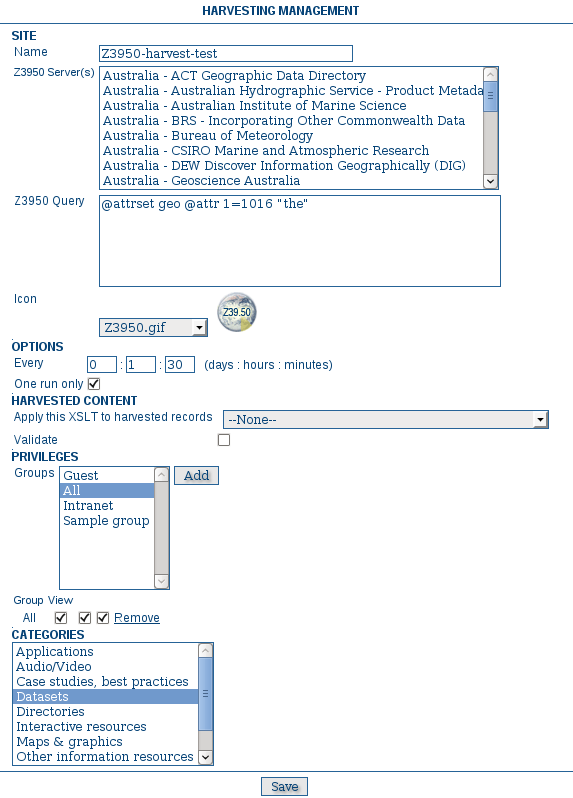 HARVESTING MANAGEMENT
SITE
Name Z3950-harvest-test
Z3950 Server(s)
Australia - ACT Geographic Data Directory
Australia - Australian Hydrographic Service - Product Metada
Australia - Australian Institute of Marine Science
Australia - BRS - Incorporating Other Commonwealth Data
Australia - Bureau of Meteorology
Australia - CSIRO Marine and Atmospheric Research
Australia - DEW Discover Information Geographically (DIG)
Australia - Geoscience Australia
Z3950 Query @attrset geo @attr 1=1016 "the"
Icon
Z39.50
Z3950.gif
OPTIONS
Every 0 : 1 : 30 (days : hours : minutes)
One run only
HARVESTED CONTENT
Apply this XSLT to harvested records --None--
Validate
PRIVILEGES
Groups Guest Add
All
Intranet
Sample group
Group View
All Remove
CATEGORIES
Applications
Audio/Video
Case studies, best practices
Datasets
Directories
Interactive resources
Maps & graphics
Other information resources
Save